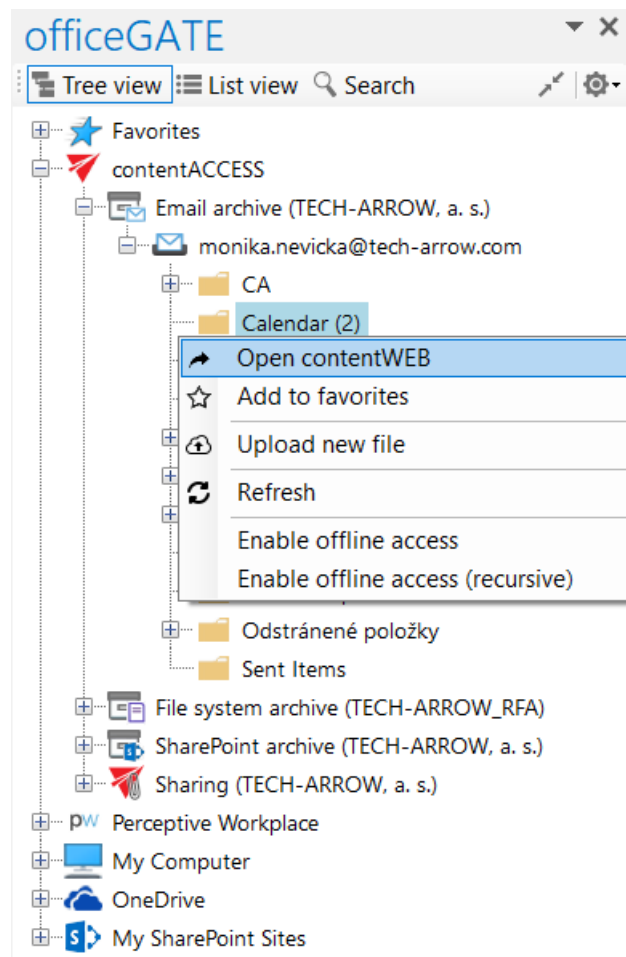 officeGATE
Tree view List view Search
Favorites
contentACCESS
Email archive (TECH-ARROW, a. s.)
monika.nevicka@tech-arrow.com
CA
Calendar (2)
Open contentWEB
Add to favorites
Upload new file
Refresh
Enable offline access
Enable offline access (recursive)
Odstránené položky
Sent Items
File system archive (TECH-ARROW_RFA)
SharePoint archive (TECH-ARROW, a. s.)
Sharing (TECH-ARROW, a. s.)
pw Perceptive Workplace
My Computer
OneDrive
S My SharePoint Sites